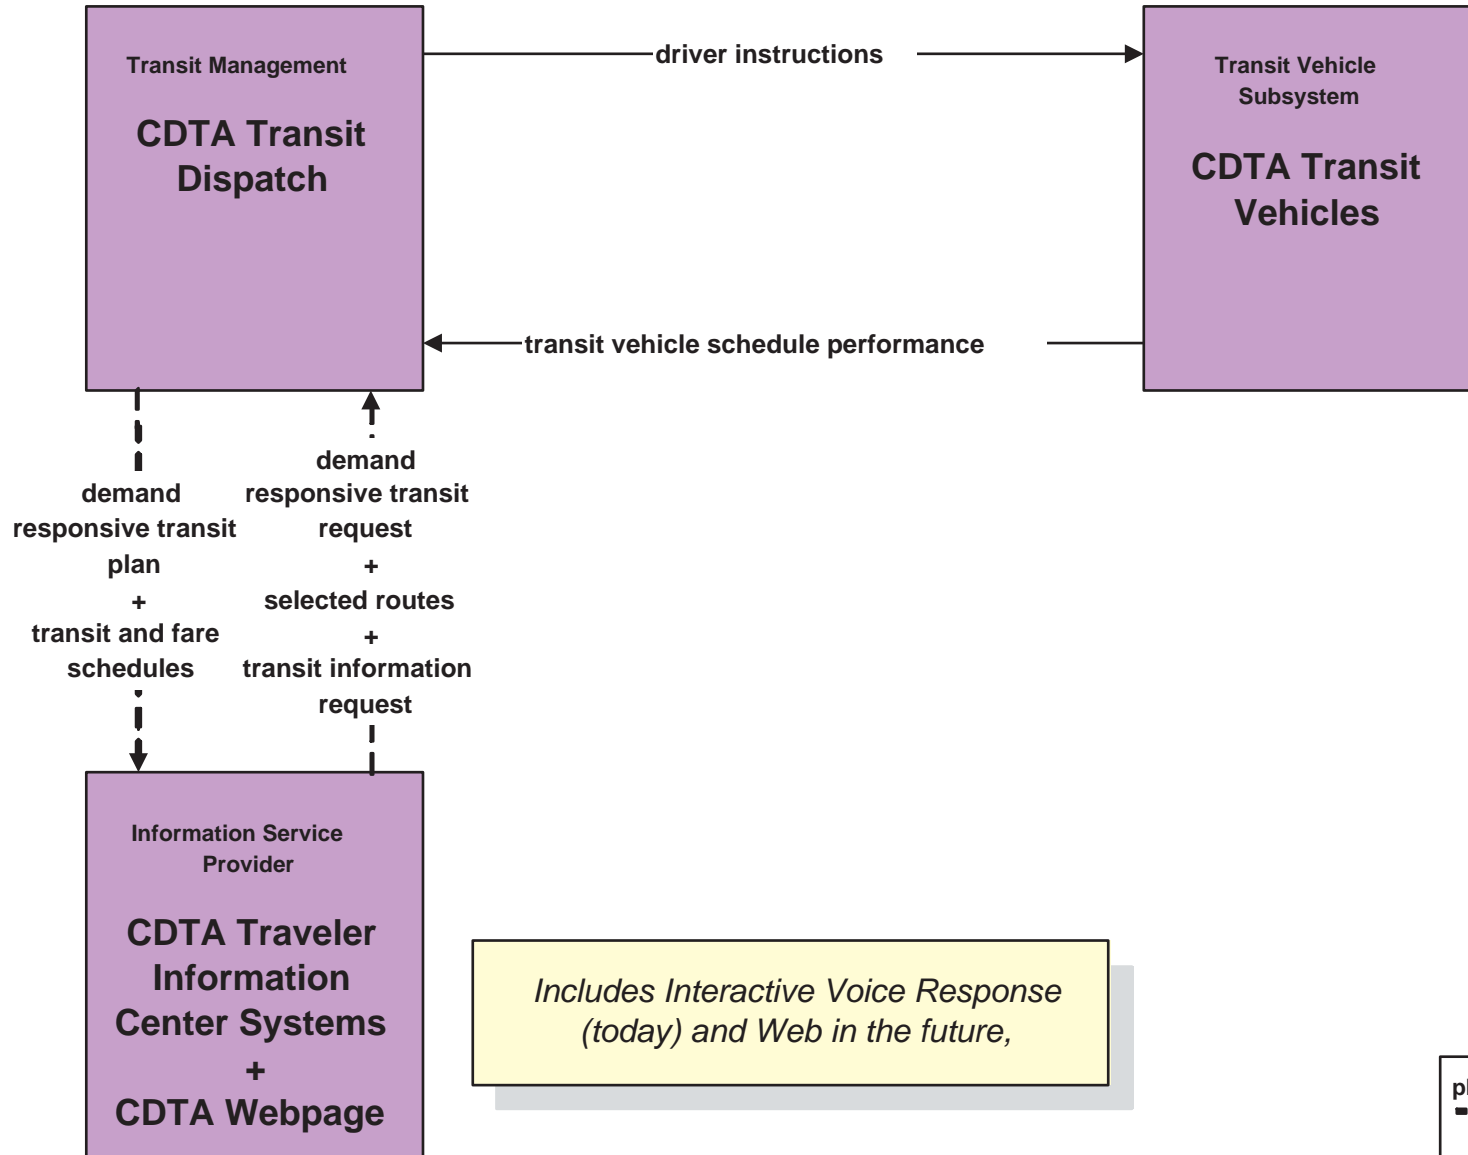 Transit Management
CDTA Transit
Dispatch
driver instructions
Transit Vehicle
Subsystem
CDTA Transit
Vehicles
transit vehicle schedule performance
demand
responsive transit
plan
+
transit and fare
schedules
demand
responsive transit
request
+
selected routes
+
transit information
request
Information Service
Provider
CDTA Traveler
Information
Center Systems
+
CDTA Webpage
Includes Interactive Voice Response
(today) and Web in the future,